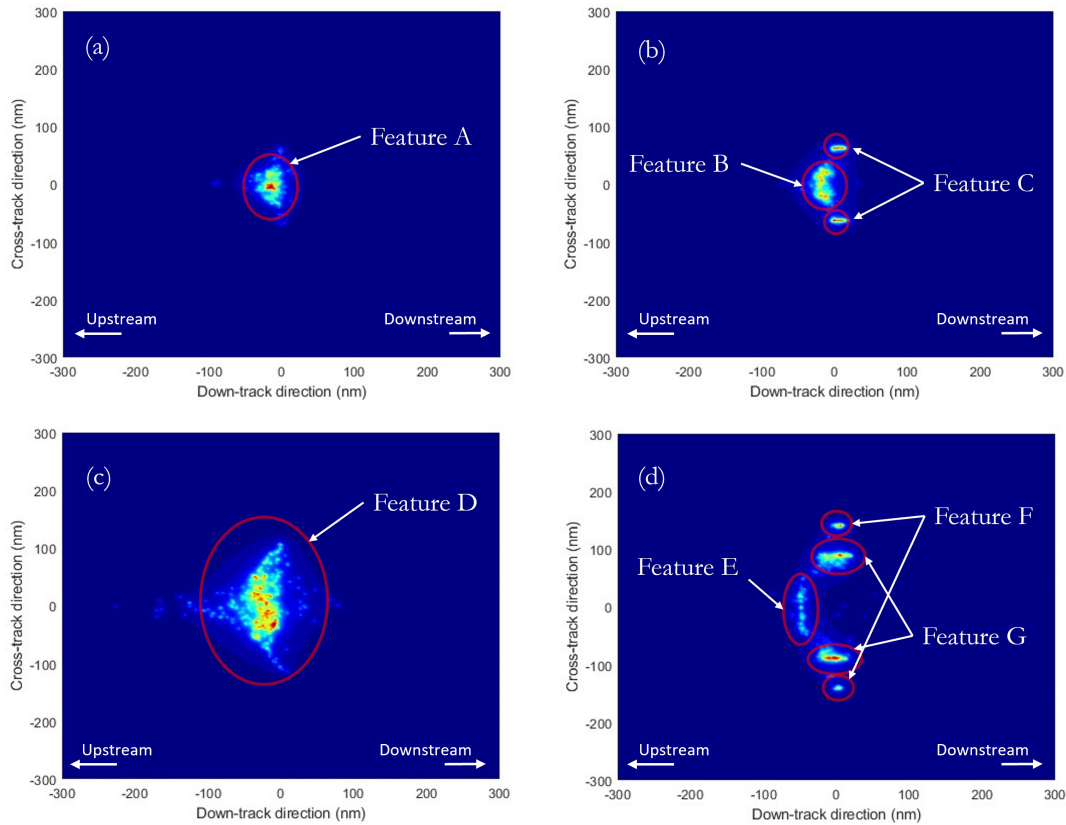 (a)
Feature A
300
200
100
0
-100
-200
-300
Cross-track direction (nm)
Upstream
Downstream
-300
-200
-100
0
100
200
300
Down-track direction (nm)
(b)
Feature B
Feature C
300
200
100
0
-100
-200
-300
Cross-track direction (nm)
Upstream
Downstream
-300
-200
-100
0
100
200
300
Down-track direction (nm)
(c)
Feature D
300
200
100
0
-100
-200
-300
Cross-track direction (nm)
Upstream
Downstream
-300
-200
-100
0
100
200
300
Down-track direction (nm)
(d)
Feature F
Feature E
Feature G
300
200
100
0
-100
-200
-300
Cross-track direction (nm)
Upstream
Downstream
-300
-200
-100
0
100
200
300
Down-track direction (nm)